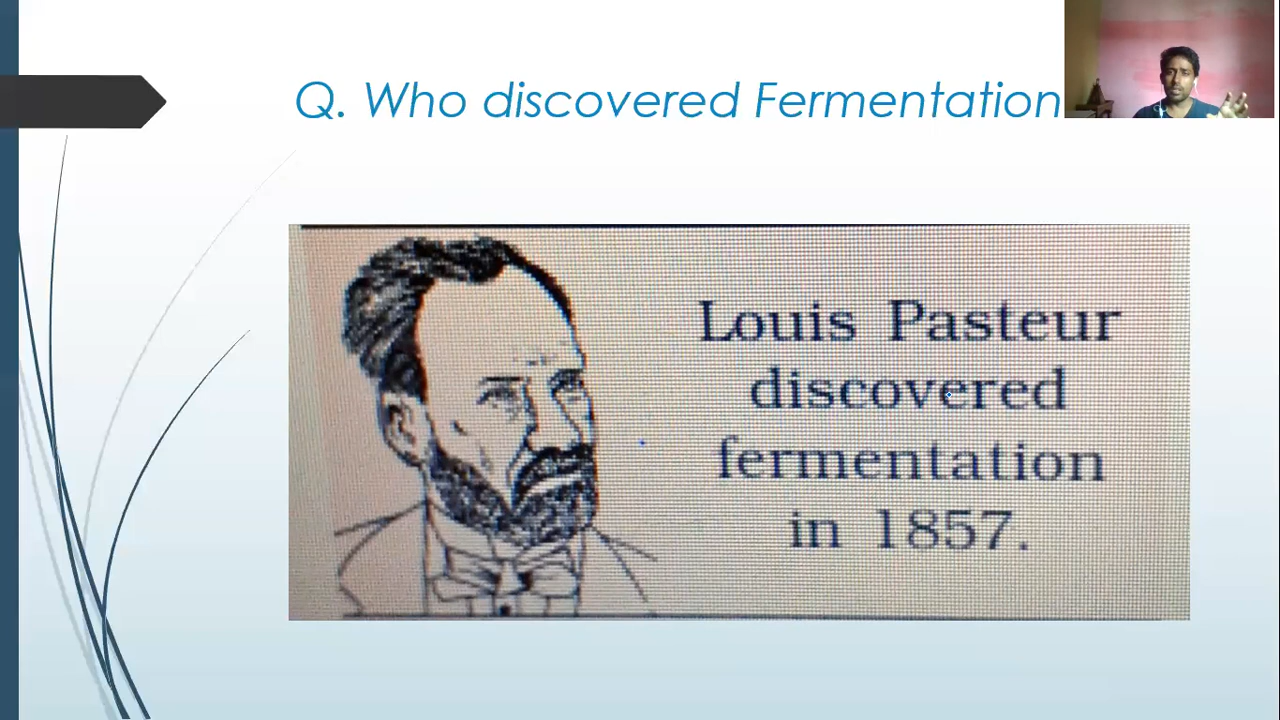 Q. Who discovered Fermentation
Louis Pasteur
discovered
fermentation
in 1857.